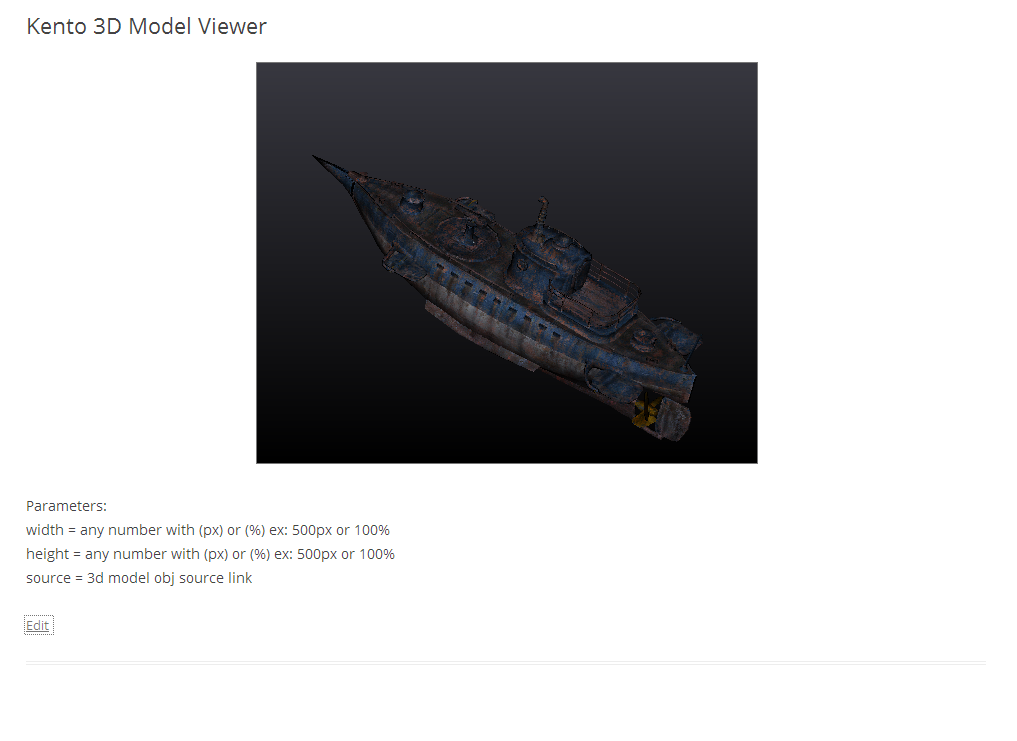 Kento 3D Model Viewer
Parameters:
width = any number with (px) or (%) ex: 500px or 100%
height = any number with (px) or (%) ex: 500px or 100%
source = 3d model obj source link
Edit